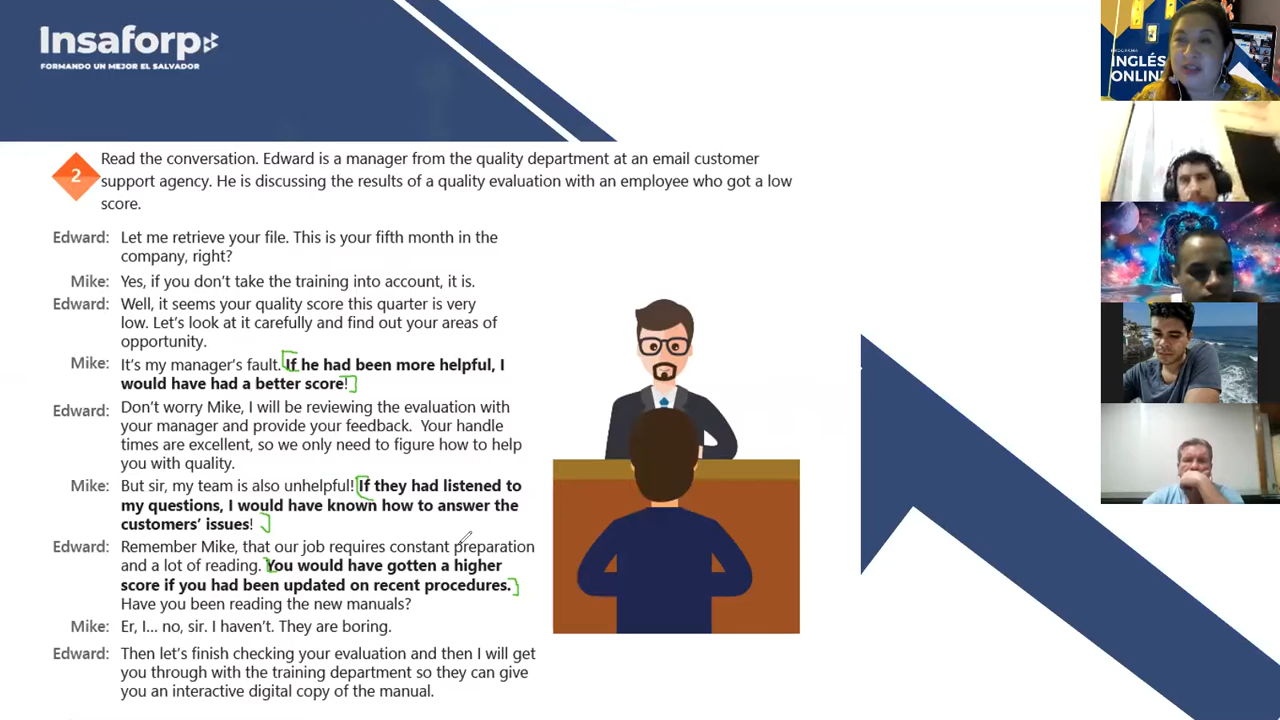 Insaforp
FORMANDO UN MEJOR EL SALVADOR
INGLÉS
ONLIN
2
Read the conversation. Edward is a manager from the quality department at an email customer
support agency. He is discussing the results of a quality evaluation with an employee who got a low
score.
Edward: Let me retrieve your file. This is your fifth month in the
company, right?
Mike: Yes, if you don't take the training into account, it is.
Edward: Well, it seems your quality score this quarter is very
low. Let's look at it carefully and find out your areas of
opportunity.
Mike: It's my manager's fault. If he had been more helpful, I
would have had a better score!
Edward: Don't worry Mike, I will be reviewing the evaluation with
your manager and provide your feedback. Your handle
times are excellent, so we only need to figure how to help
you with quality.
Mike: But sir, my team is also unhelpful! If they had listened to
my questions, I would have known how to answer the
customers' issues!
Edward: Remember Mike, that our job requires constant preparation
and a lot of reading. You would have gotten a higher
score if you had been updated on recent procedures.
Have you been reading the new manuals?
Mike: Er, I... no, sir. I haven't. They are boring.
Edward: Then let's finish checking your evaluation and then I will get
you through with the training department so they can give
you an interactive digital copy of the manual.